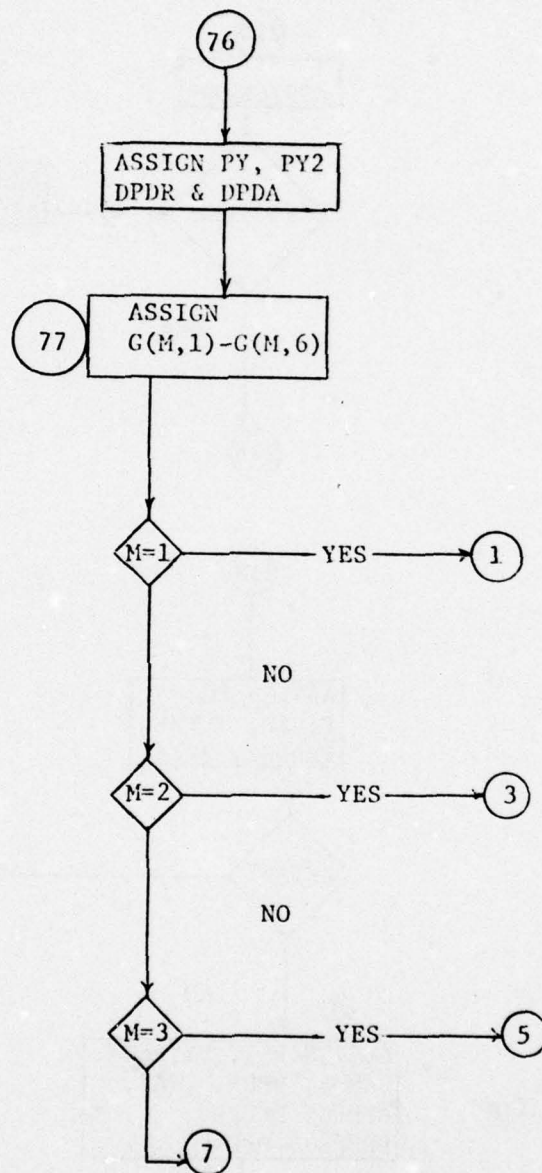 76
ASSIGN PY, PY2
DPDR & DPDA
77
ASSIGN
G(M,1)-G(M,6)
M=1
YES
1
NO
M=2
YES
3
NO
M=3
YES
5
7